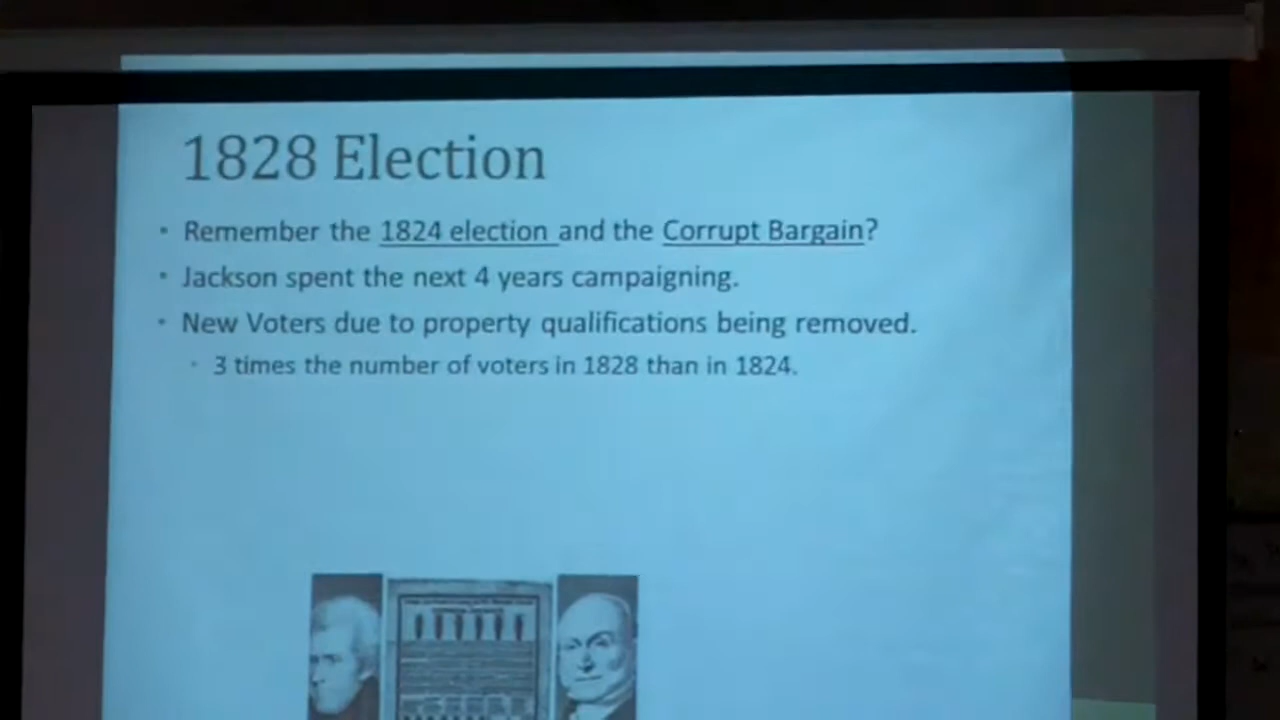 1828 Election
• Remember the 1824 election and the Corrupt Bargain?
• Jackson spent the next 4 years campaigning.
• New Voters due to property qualifications being removed.
• 3 times the number of voters in 1828 than in 1824.